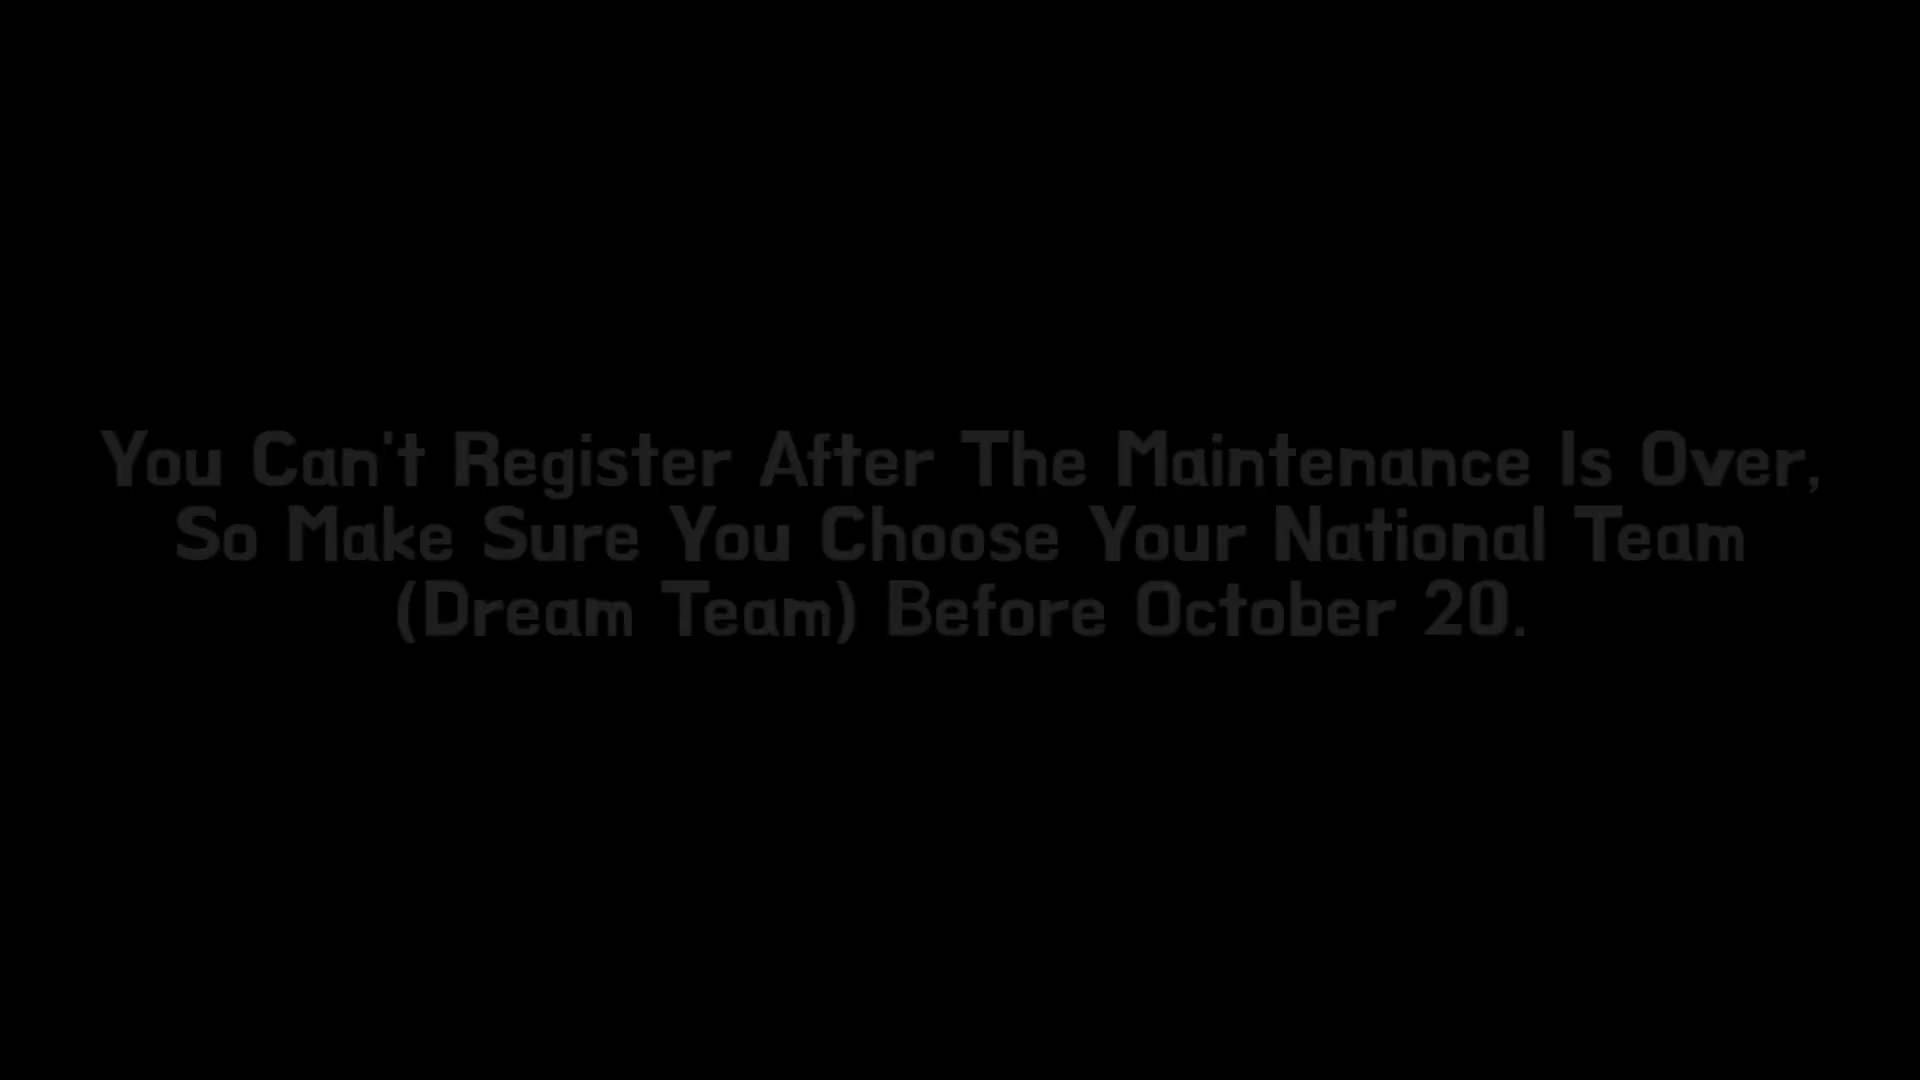 You Can't Register After The Maintenance Is Over,
So Make Sure You Choose Your National Team
(Dream Team) Before October 20.